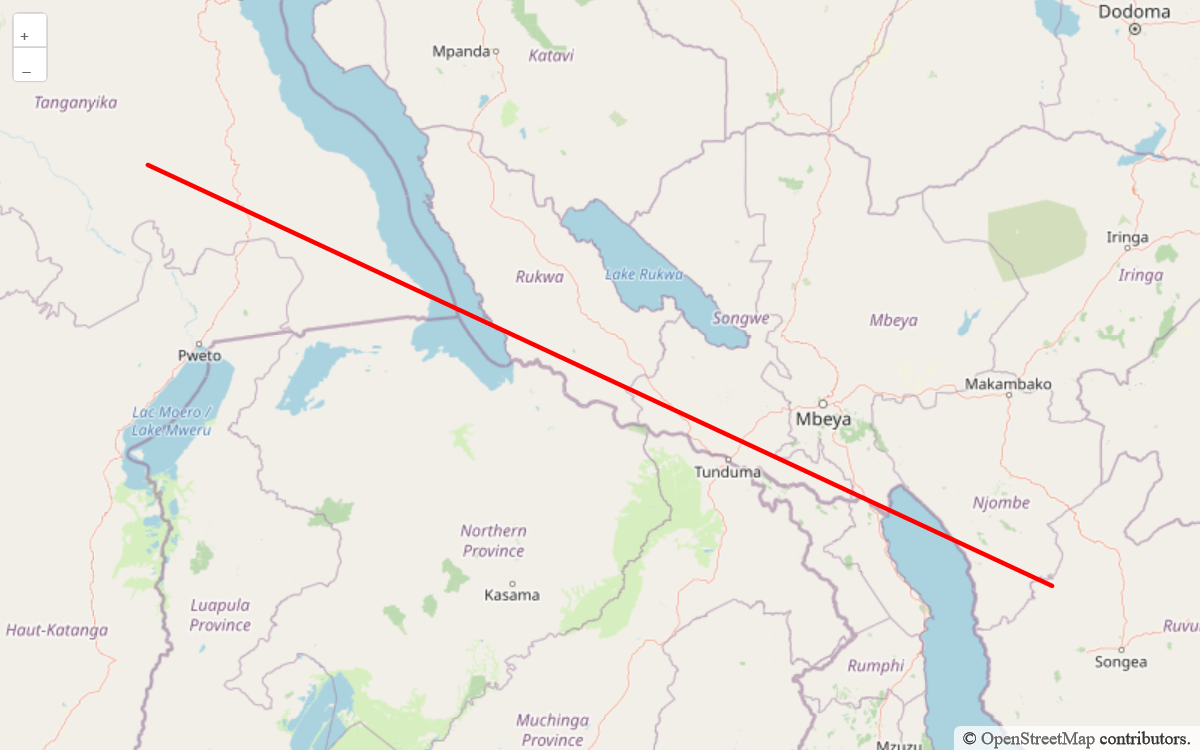 Dodoma
+
–
Mpanda
Katavi
Tanganyika
Iringa
Iringa
Rukwa
Lake Rukwa
Songwe
Mbeya
Pweto
Makambako
Lac Moero /
Lake Mweru
Mbeya
Tunduma
Njombe
Northern
Province
Kasama
Luapula
Province
Haut-Katanga
Ruvu
Songea
Rumphi
Muchinga
Province
Mzuzu
© OpenStreetMap contributors.